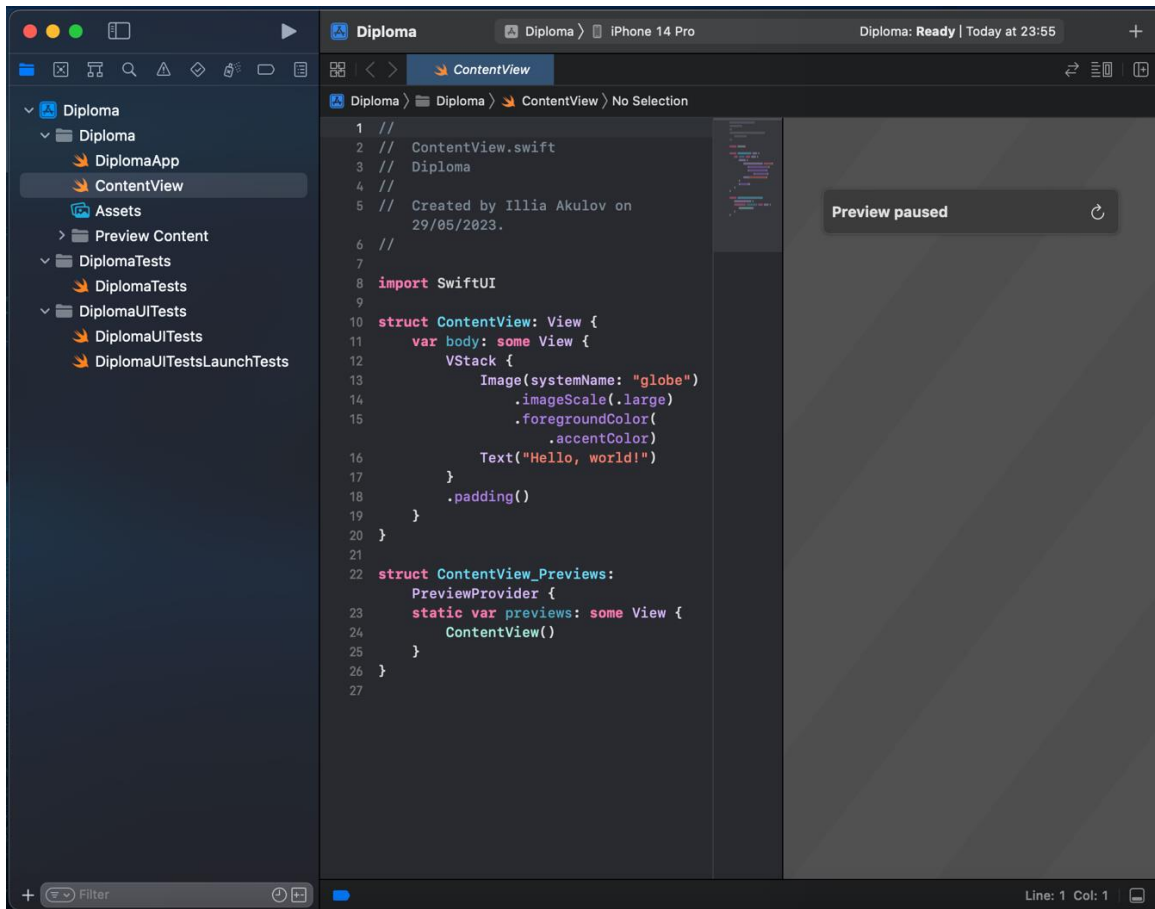 Diploma
Diploma 〉 iPhone 14 Pro
Diploma: Ready | Today at 23:55
ContentView
Diploma 〉 Diploma 〉 ContentView 〉 No Selection
Diploma
Diploma
DiplomaApp
ContentView
Assets
Preview Content
DiplomaTests
DiplomaTests
DiplomaUITests
DiplomaUITests
DiplomaUITestsLaunchTests
Filter
1 //
2 //  ContentView.swift
3 //  Diploma
4 //
5 //  Created by Illia Akulov on
29/05/2023.
6 //
7
8 import SwiftUI
9
10 struct ContentView: View {
11     var body: some View {
12         VStack {
13             Image(systemName: "globe")
14                 .imageScale(.large)
15                 .foregroundColor(
.accentColor)
16             Text("Hello, world!")
17         }
18         .padding()
19     }
20 }
21
22 struct ContentView_Previews:
PreviewProvider {
23     static var previews: some View {
24         ContentView()
25     }
26 }
27
Preview paused
Line: 1 Col: 1